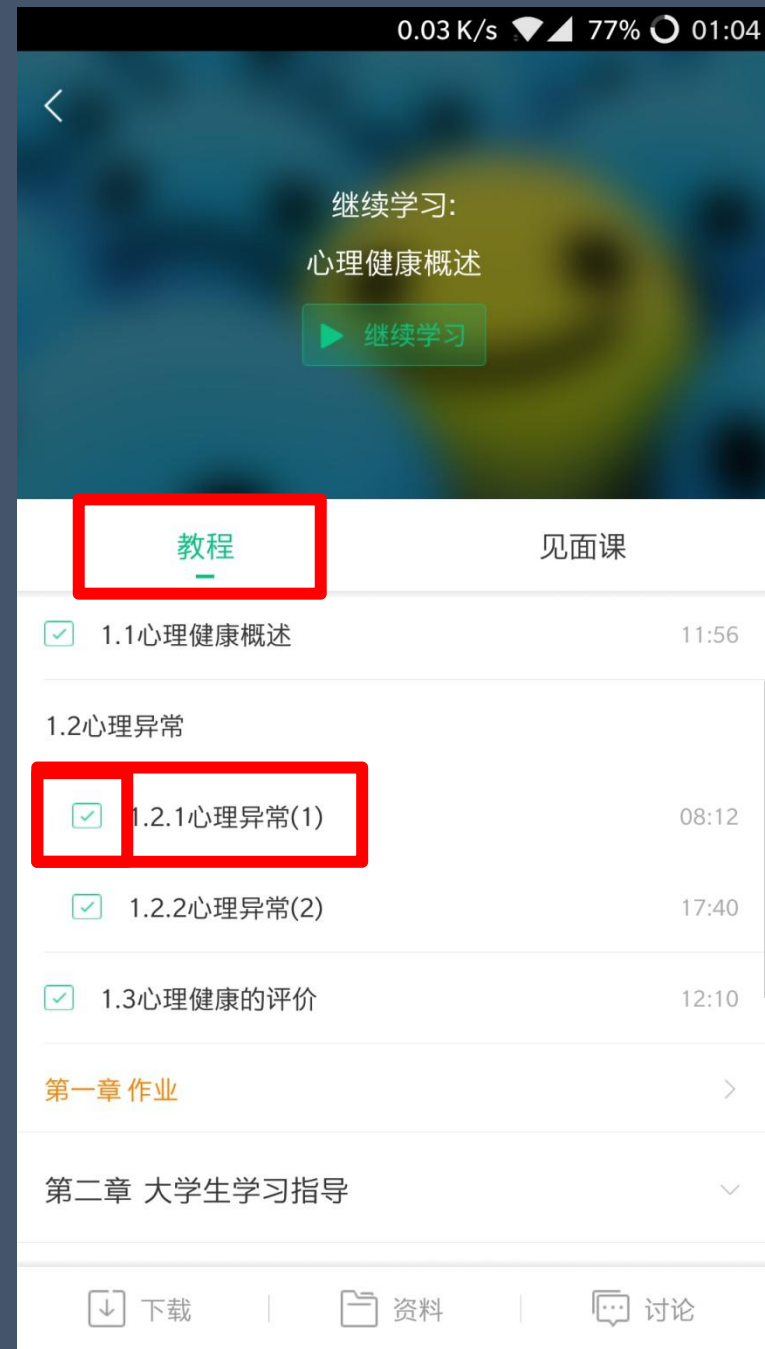 0.03 K/s 77% 01:04
继续学习:
心理健康概述
继续学习
教程 见面课
1.1心理健康概述 11:56
1.2心理异常
1.2.1心理异常(1) 08:12
1.2.2心理异常(2) 17:40
1.3心理健康的评价 12:10
第一章 作业
第二章 大学生学习指导
下载 资料 讨论